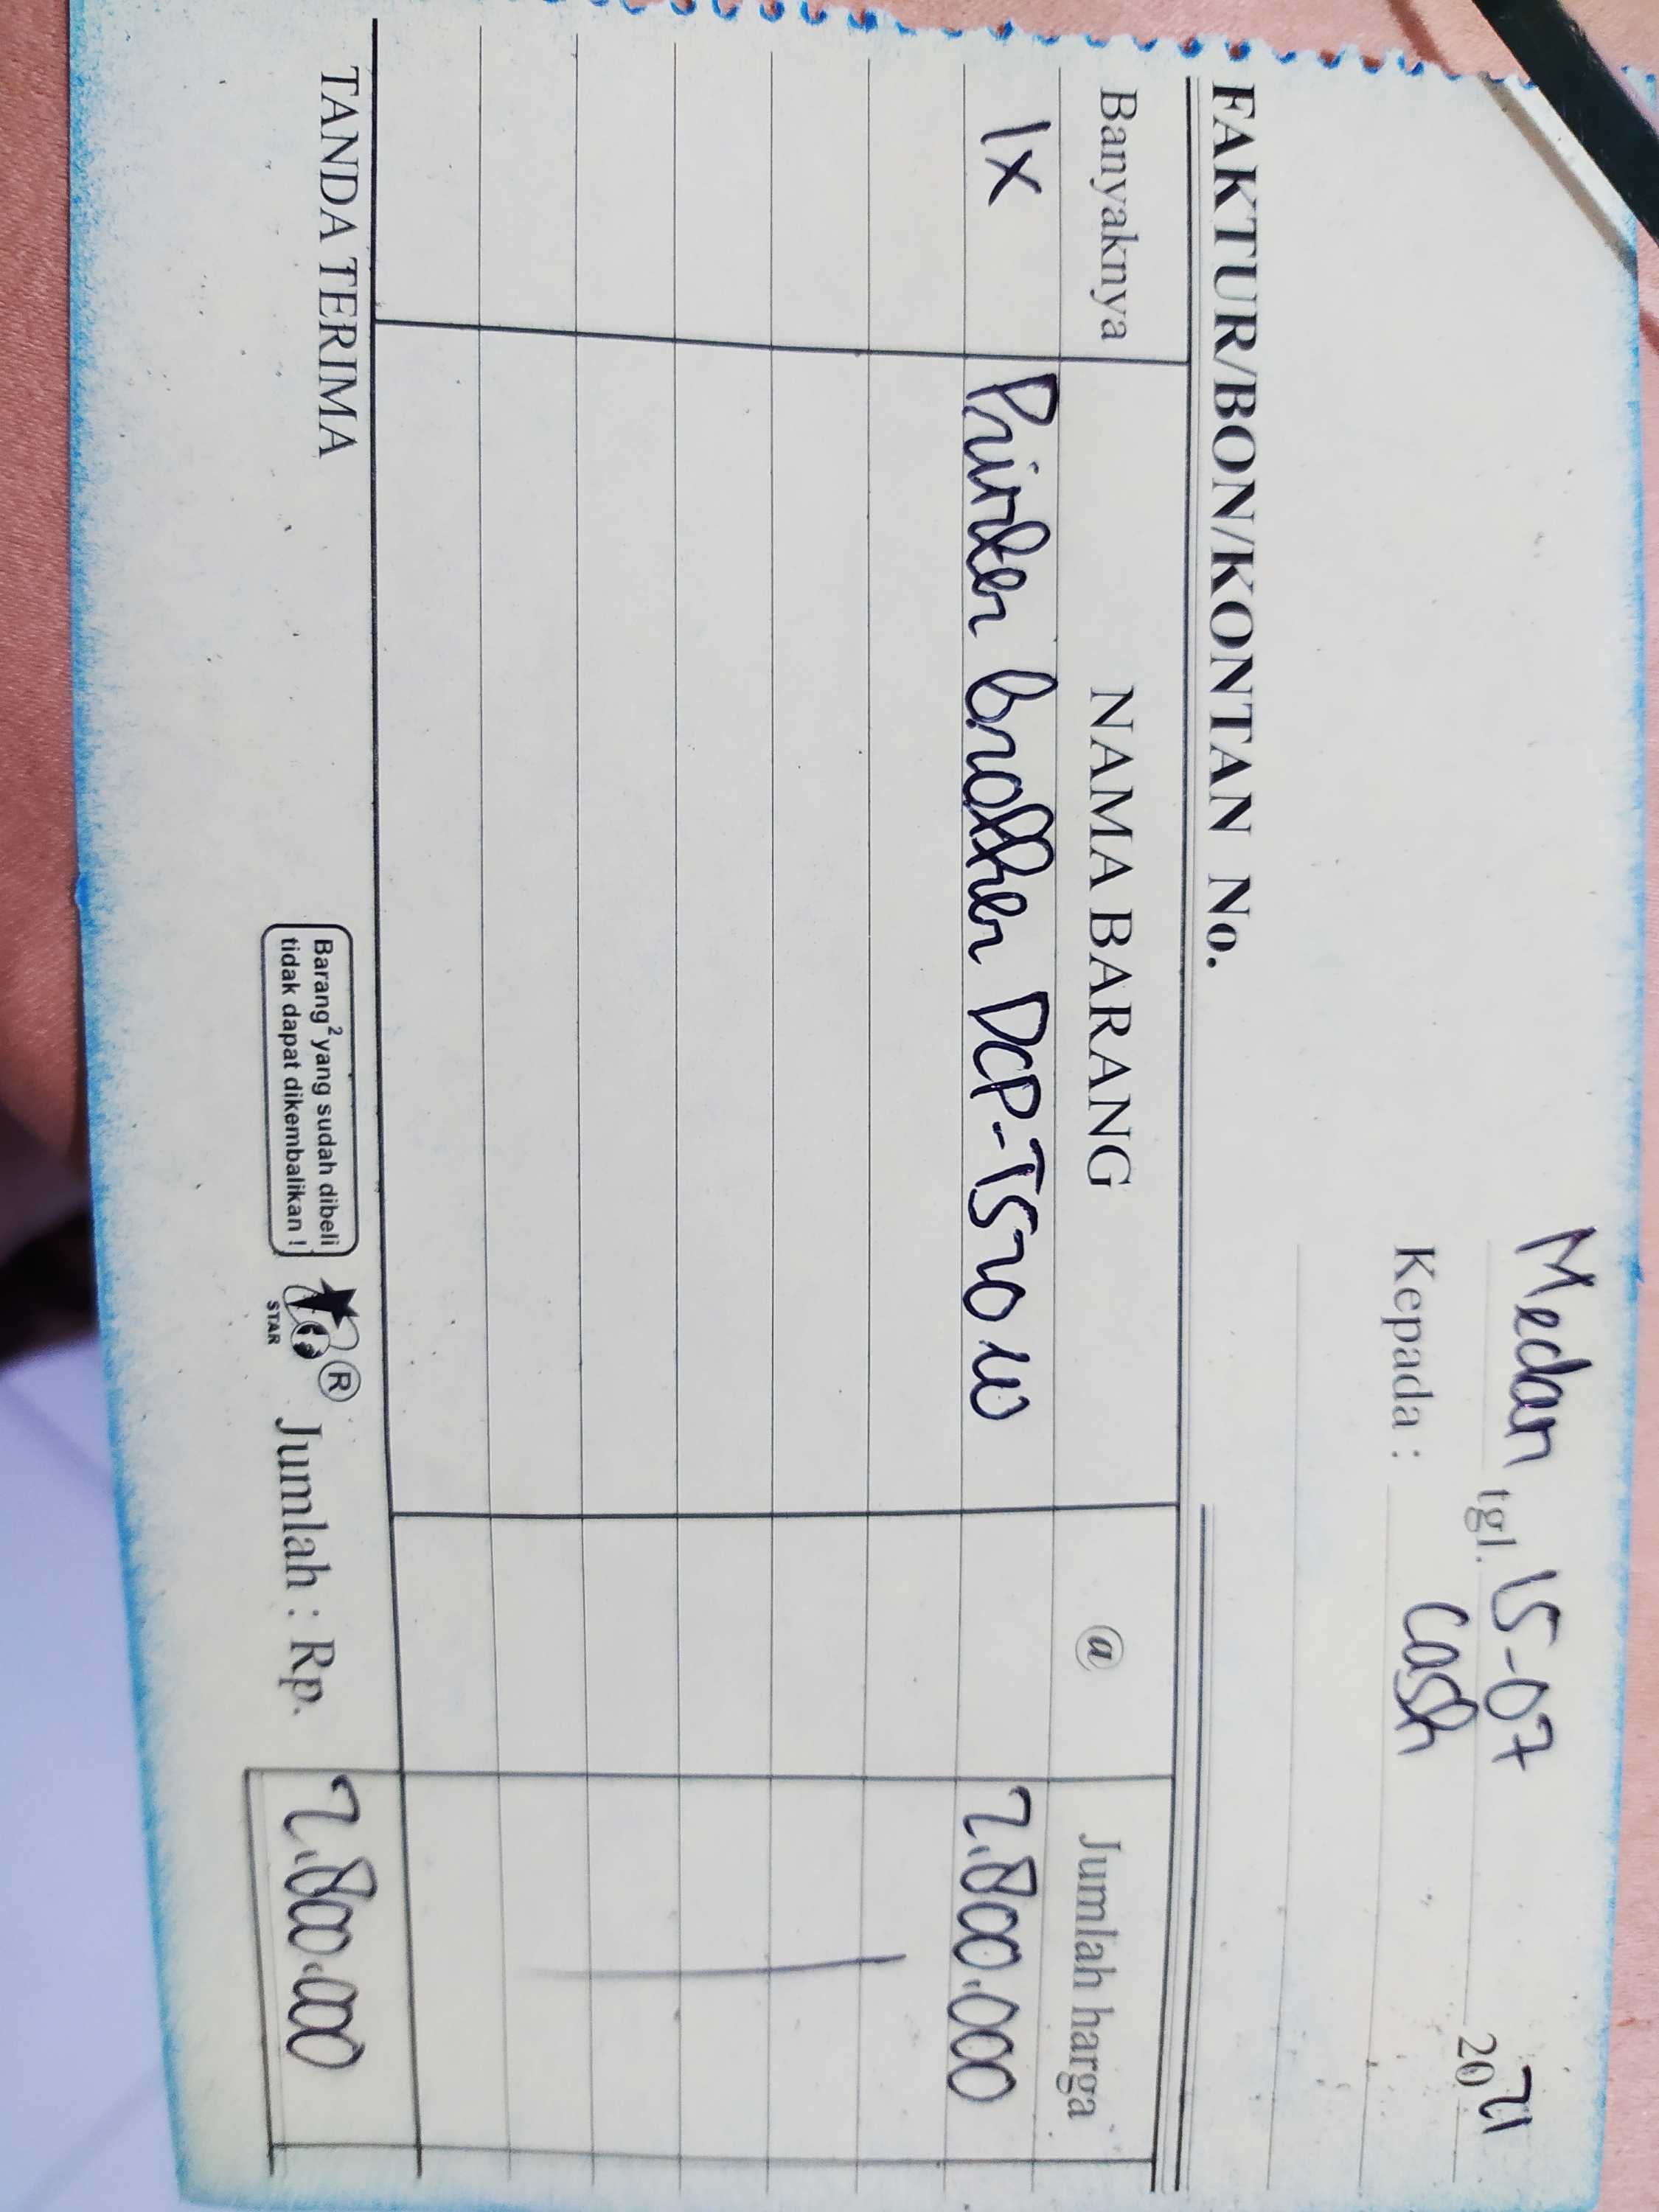 Medan tgl. 15-07 2021
Kepada : Cash
FAKTUR/BON/KONTAN No.
Banyaknya NAMA BARANG @ Jumlah harga
1x Printer brother DCP-T570W 2.800.000
TANDA TERIMA
Barang² yang sudah dibeli
tidak dapat dikembalikan !
STAR ®
Jumlah : Rp. 2.800.000